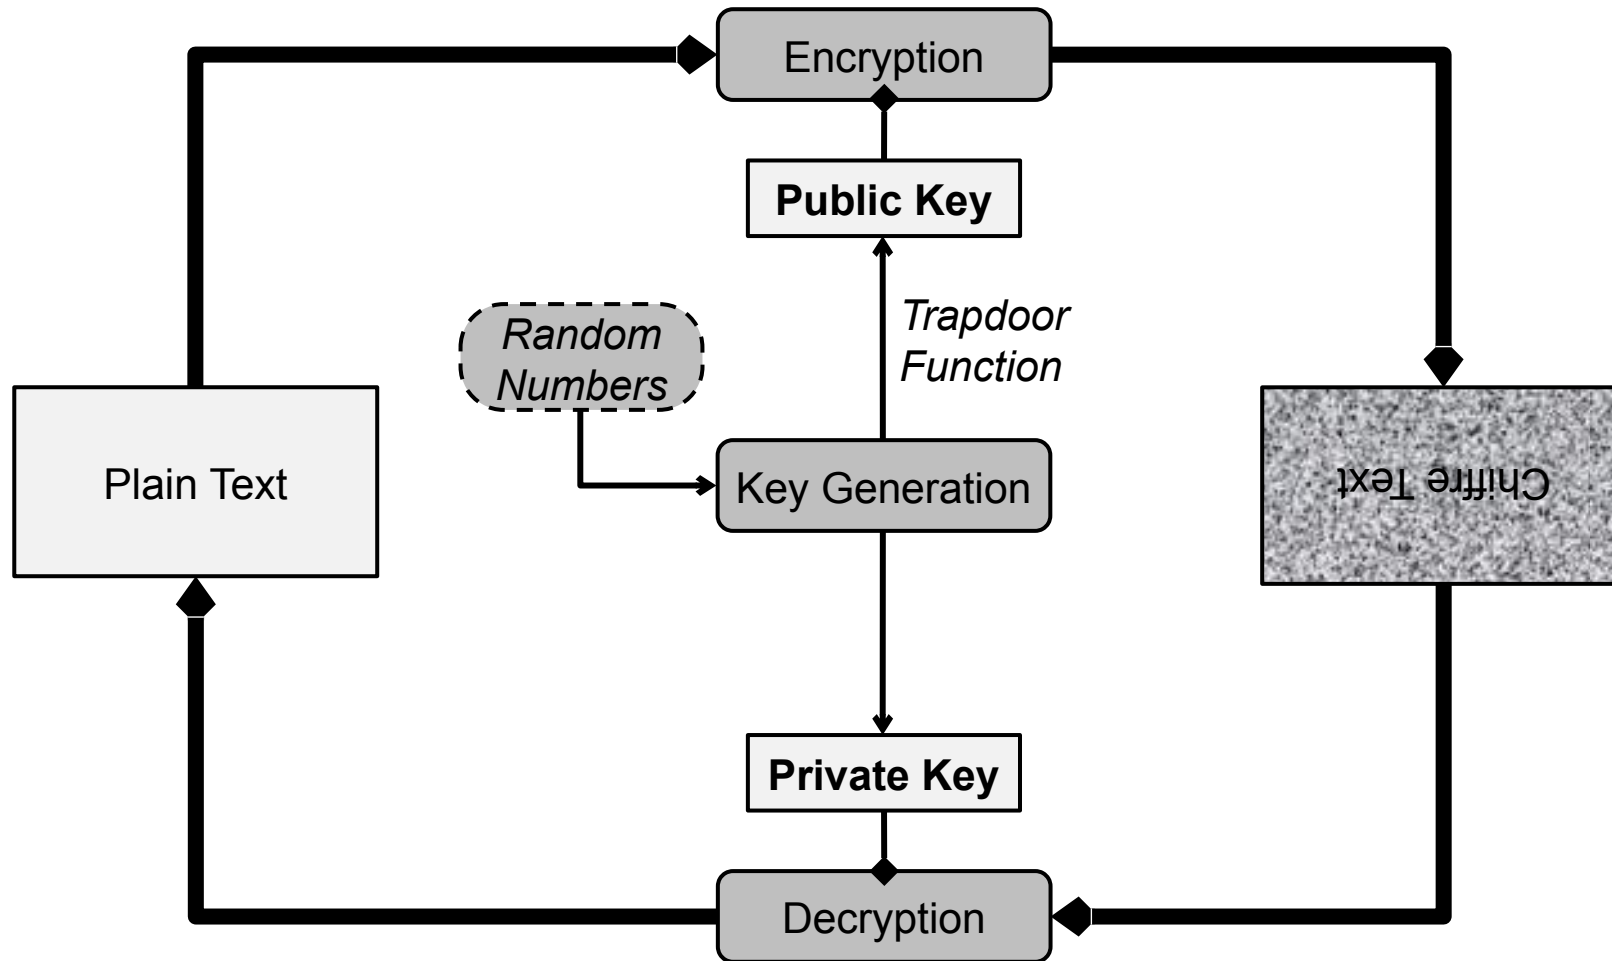 Encryption
Public Key
Trapdoor
Function
Random
Numbers
Plain Text
Key Generation
Chiffre Text
Private Key
Decryption